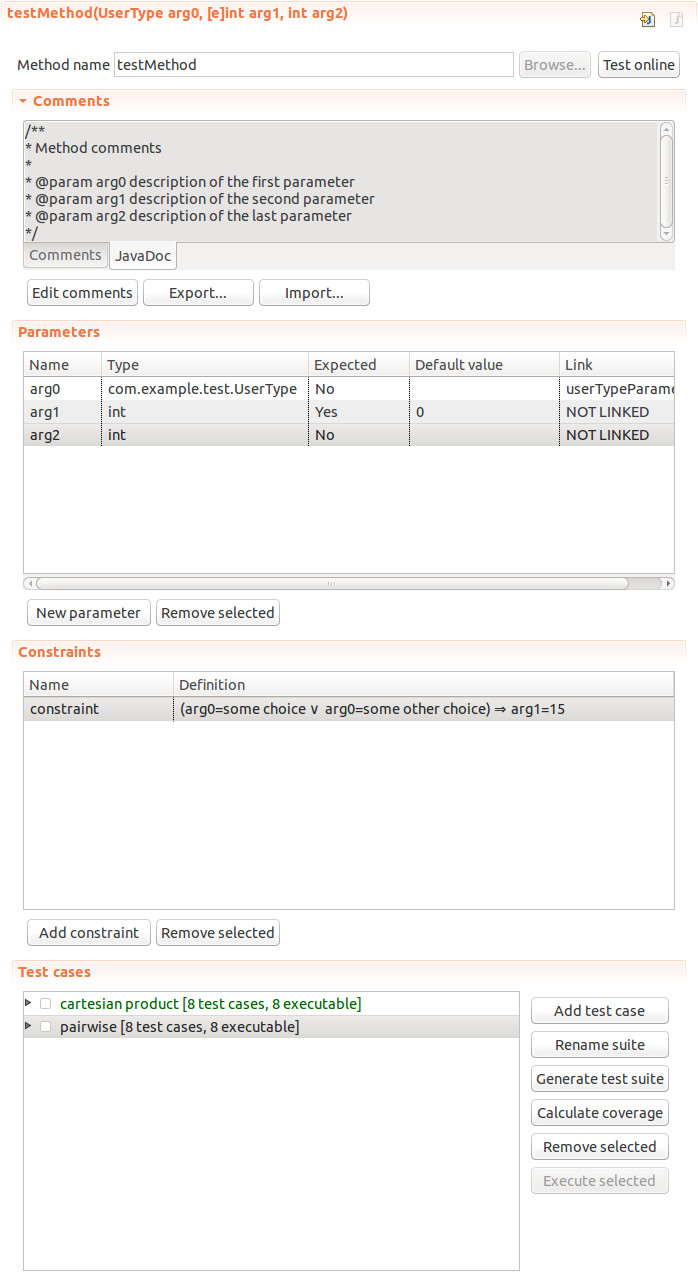 testMethod(UserType arg0, [e]int arg1, int arg2)
Method name testMethod Browse... Test online
Comments
/**
* Method comments
*
* @param arg0 description of the first parameter
* @param arg1 description of the second parameter
* @param arg2 description of the last parameter
*/
Comments JavaDoc
Edit comments Export... Import...
Parameters
Name Type Expected Default value Link
arg0 com.example.test.UserType No userTypeParame
arg1 int Yes 0 NOT LINKED
arg2 int No NOT LINKED
New parameter Remove selected
Constraints
Name Definition
constraint (arg0=some choice ∨ arg0=some other choice) ⇒ arg1=15
Add constraint Remove selected
Test cases
cartesian product [8 test cases, 8 executable]
pairwise [8 test cases, 8 executable]
Add test case
Rename suite
Generate test suite
Calculate coverage
Remove selected
Execute selected